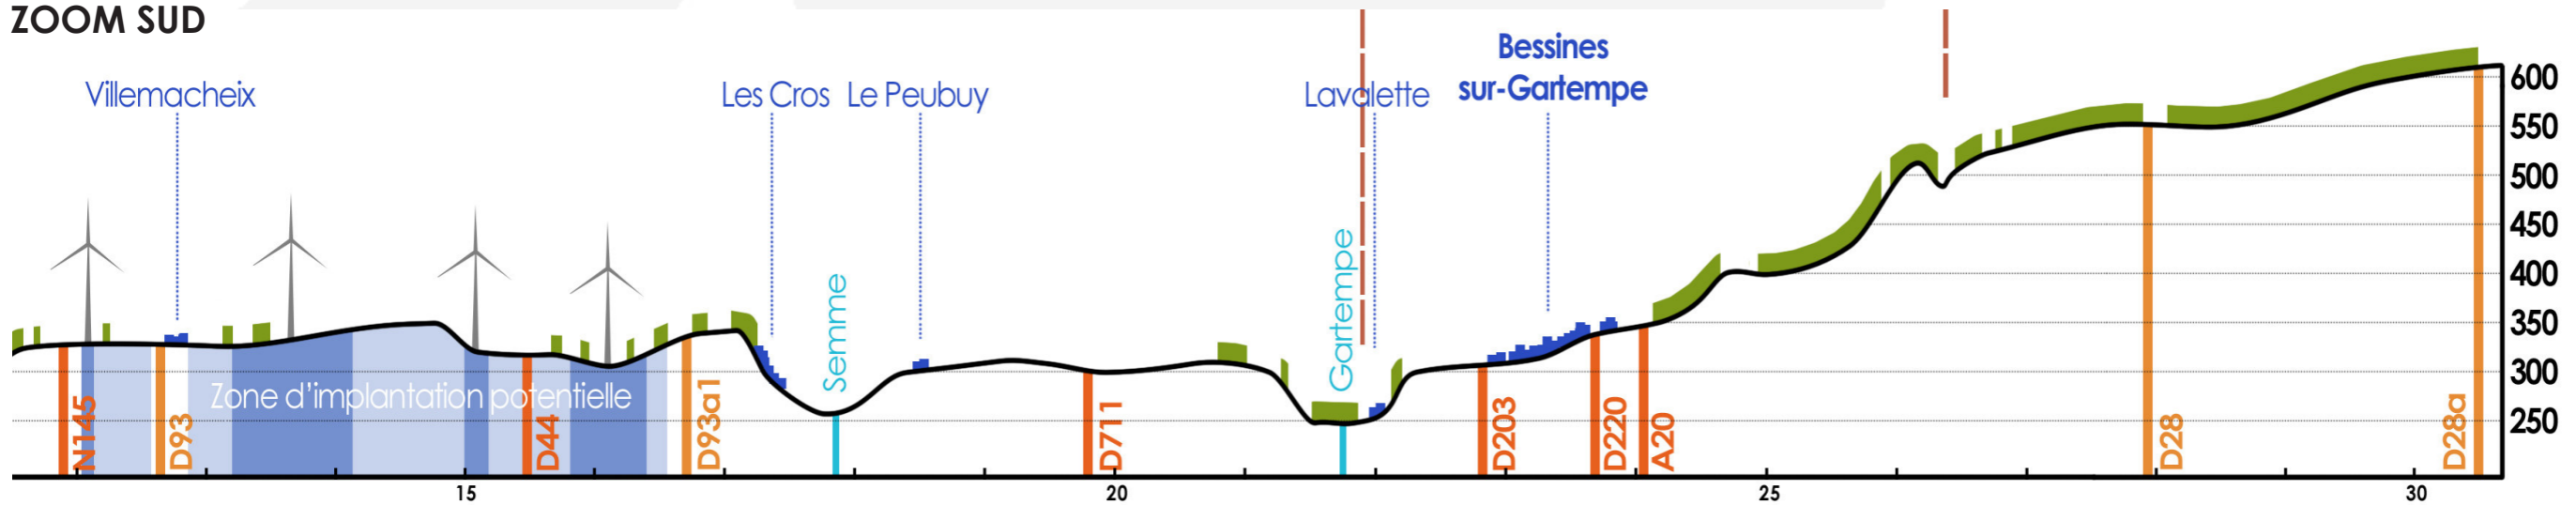 ZOOM SUD
Villemacheix
Les Cros
Le Peubuy
Lavalette
Bessines
sur-Gartempe
Semme
Gartempe
Zone d'implantation potentielle
N145
D93
D44
D93a1
D711
D203
D220
A20
D28
D28a
600
550
500
450
400
350
300
250
15
20
25
30